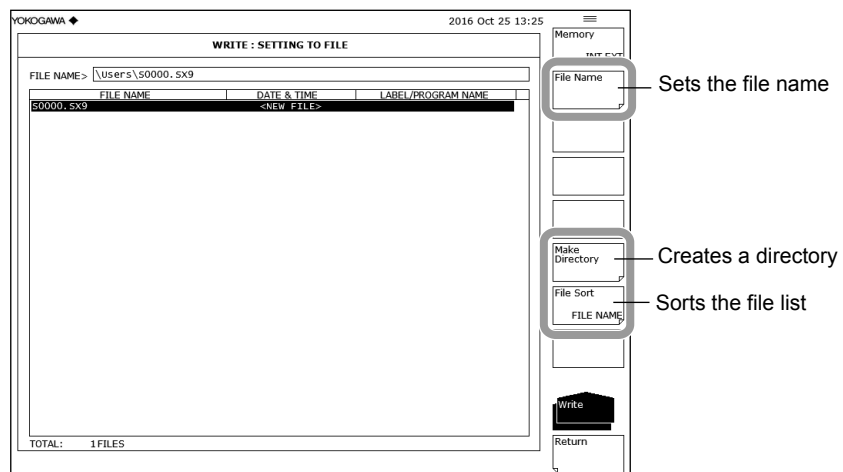 YOKOGAWA 2016 Oct 25 13:25
WRITE : SETTING TO FILE
FILE NAME> \Users\S0000.SX9
FILE NAME DATE & TIME LABEL/PROGRAM NAME
S0000.SX9 <NEW FILE>
TOTAL: 1FILES
Memory
INT EXT
File Name
Make
Directory
File Sort
FILE NAME
Write
Return
Sets the file name
Creates a directory
Sorts the file list